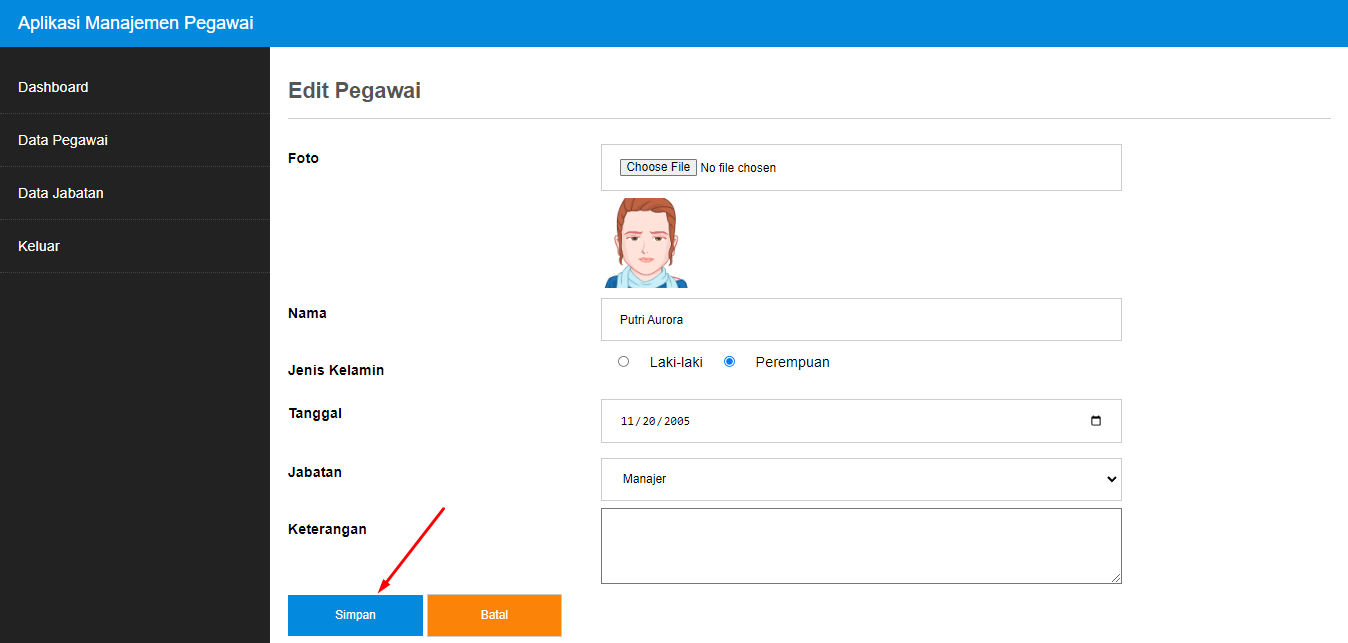 Aplikasi Manajemen Pegawai
Dashboard
Data Pegawai
Data Jabatan
Keluar
Edit Pegawai
Foto
Choose File No file chosen
Nama
Putri Aurora
Jenis Kelamin
Laki-laki Perempuan
Tanggal
11/20/2005
Jabatan
Manajer
Keterangan
Simpan Batal